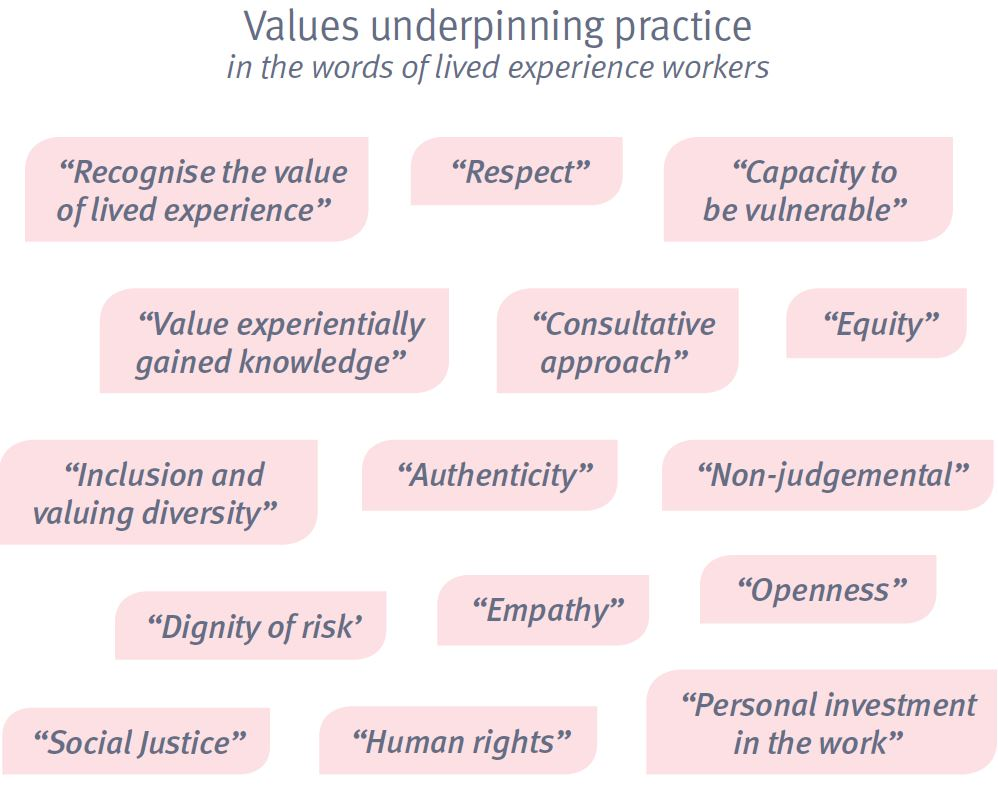 Values underpinning practice
in the words of lived experience workers
“Recognise the value
of lived experience”
“Respect”
“Capacity to
be vulnerable”
“Value experientially
gained knowledge”
“Consultative
approach”
“Equity”
“Inclusion and
valuing diversity”
“Authenticity”
“Non-judgemental”
“Dignity of risk’
“Empathy”
“Openness”
“Social Justice”
“Human rights”
“Personal investment
in the work”